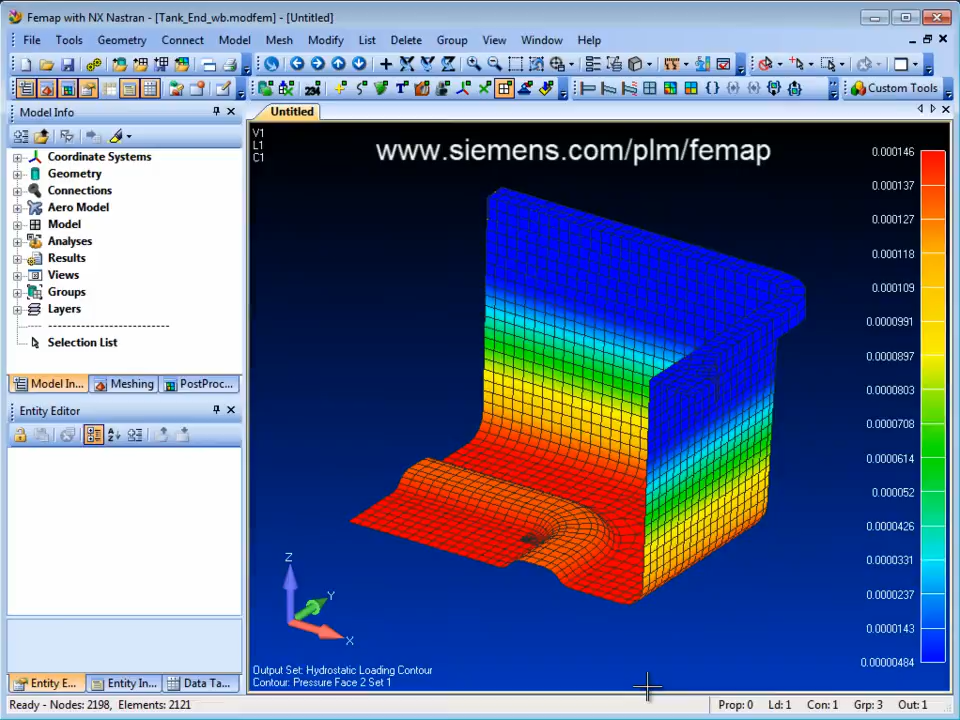 Femap with NX Nastran - [Tank_End_wb.modfem] - [Untitled]
File Tools Geometry Connect Model Mesh Modify List Delete Group View Window Help
234
Custom Tools
Model Info
Untitled
Coordinate Systems
Geometry
Connections
Aero Model
Model
Analyses
Results
Views
Groups
Layers
Selection List
Model In... Meshing PostProc...
Entity Editor
Entity E... Entity In... Data Ta...
V1
L1
C1
www.siemens.com/plm/femap
0.000146
0.000137
0.000127
0.000118
0.000109
0.0000991
0.0000897
0.0000803
0.0000708
0.0000614
0.000052
0.0000426
0.0000331
0.0000237
0.0000143
0.00000484
Z
Y
X
Output Set: Hydrostatic Loading Contour
Contour: Pressure Face 2 Set 1
Ready - Nodes: 2198, Elements: 2121 Prop: 0 Ld: 1 Con: 1 Grp: 3 Out: 1